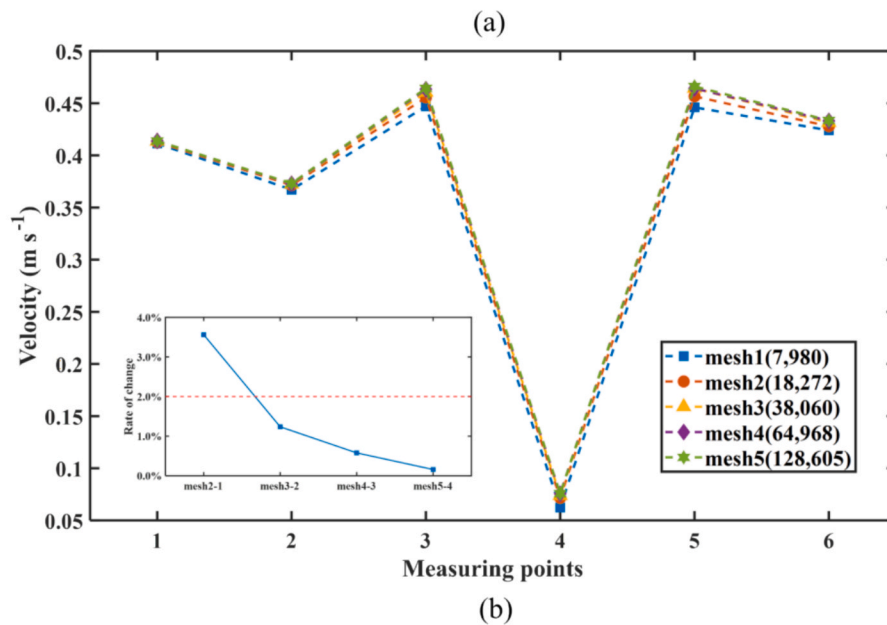 (a)
0.5
0.45
0.4
0.35
0.3
0.25
0.2
0.15
0.1
0.05
Velocity (m s⁻¹)
4.0%
3.0%
2.0%
1.0%
0.0%
Rate of change
mesh2-1
mesh3-2
mesh4-3
mesh5-4
mesh1(7,980)
mesh2(18,272)
mesh3(38,060)
mesh4(64,968)
mesh5(128,605)
1 2 3 4 5 6
Measuring points
(b)